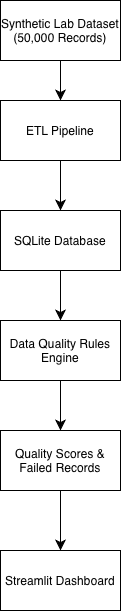 Synthetic Lab Dataset
(50,000 Records)
ETL Pipeline
SQLite Database
Data Quality Rules
Engine
Quality Scores &
Failed Records
Streamlit Dashboard